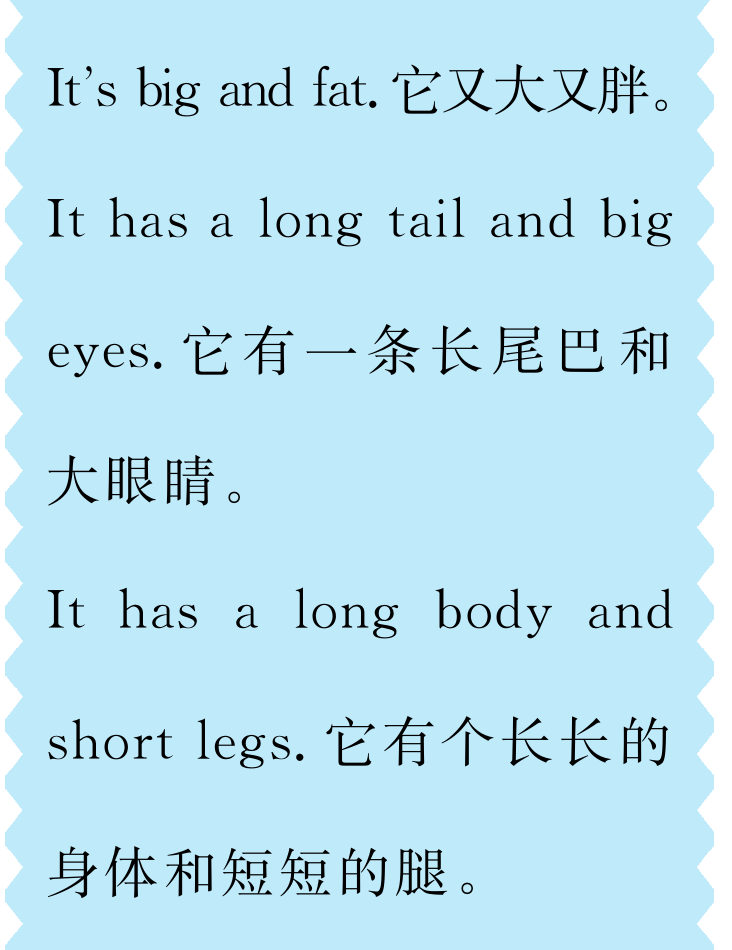 It's big and fat. 它又大又胖。
It has a long tail and big
eyes. 它有一条长尾巴和
大眼睛。
It has a long body and
short legs. 它有个长长的
身体和短短的腿。